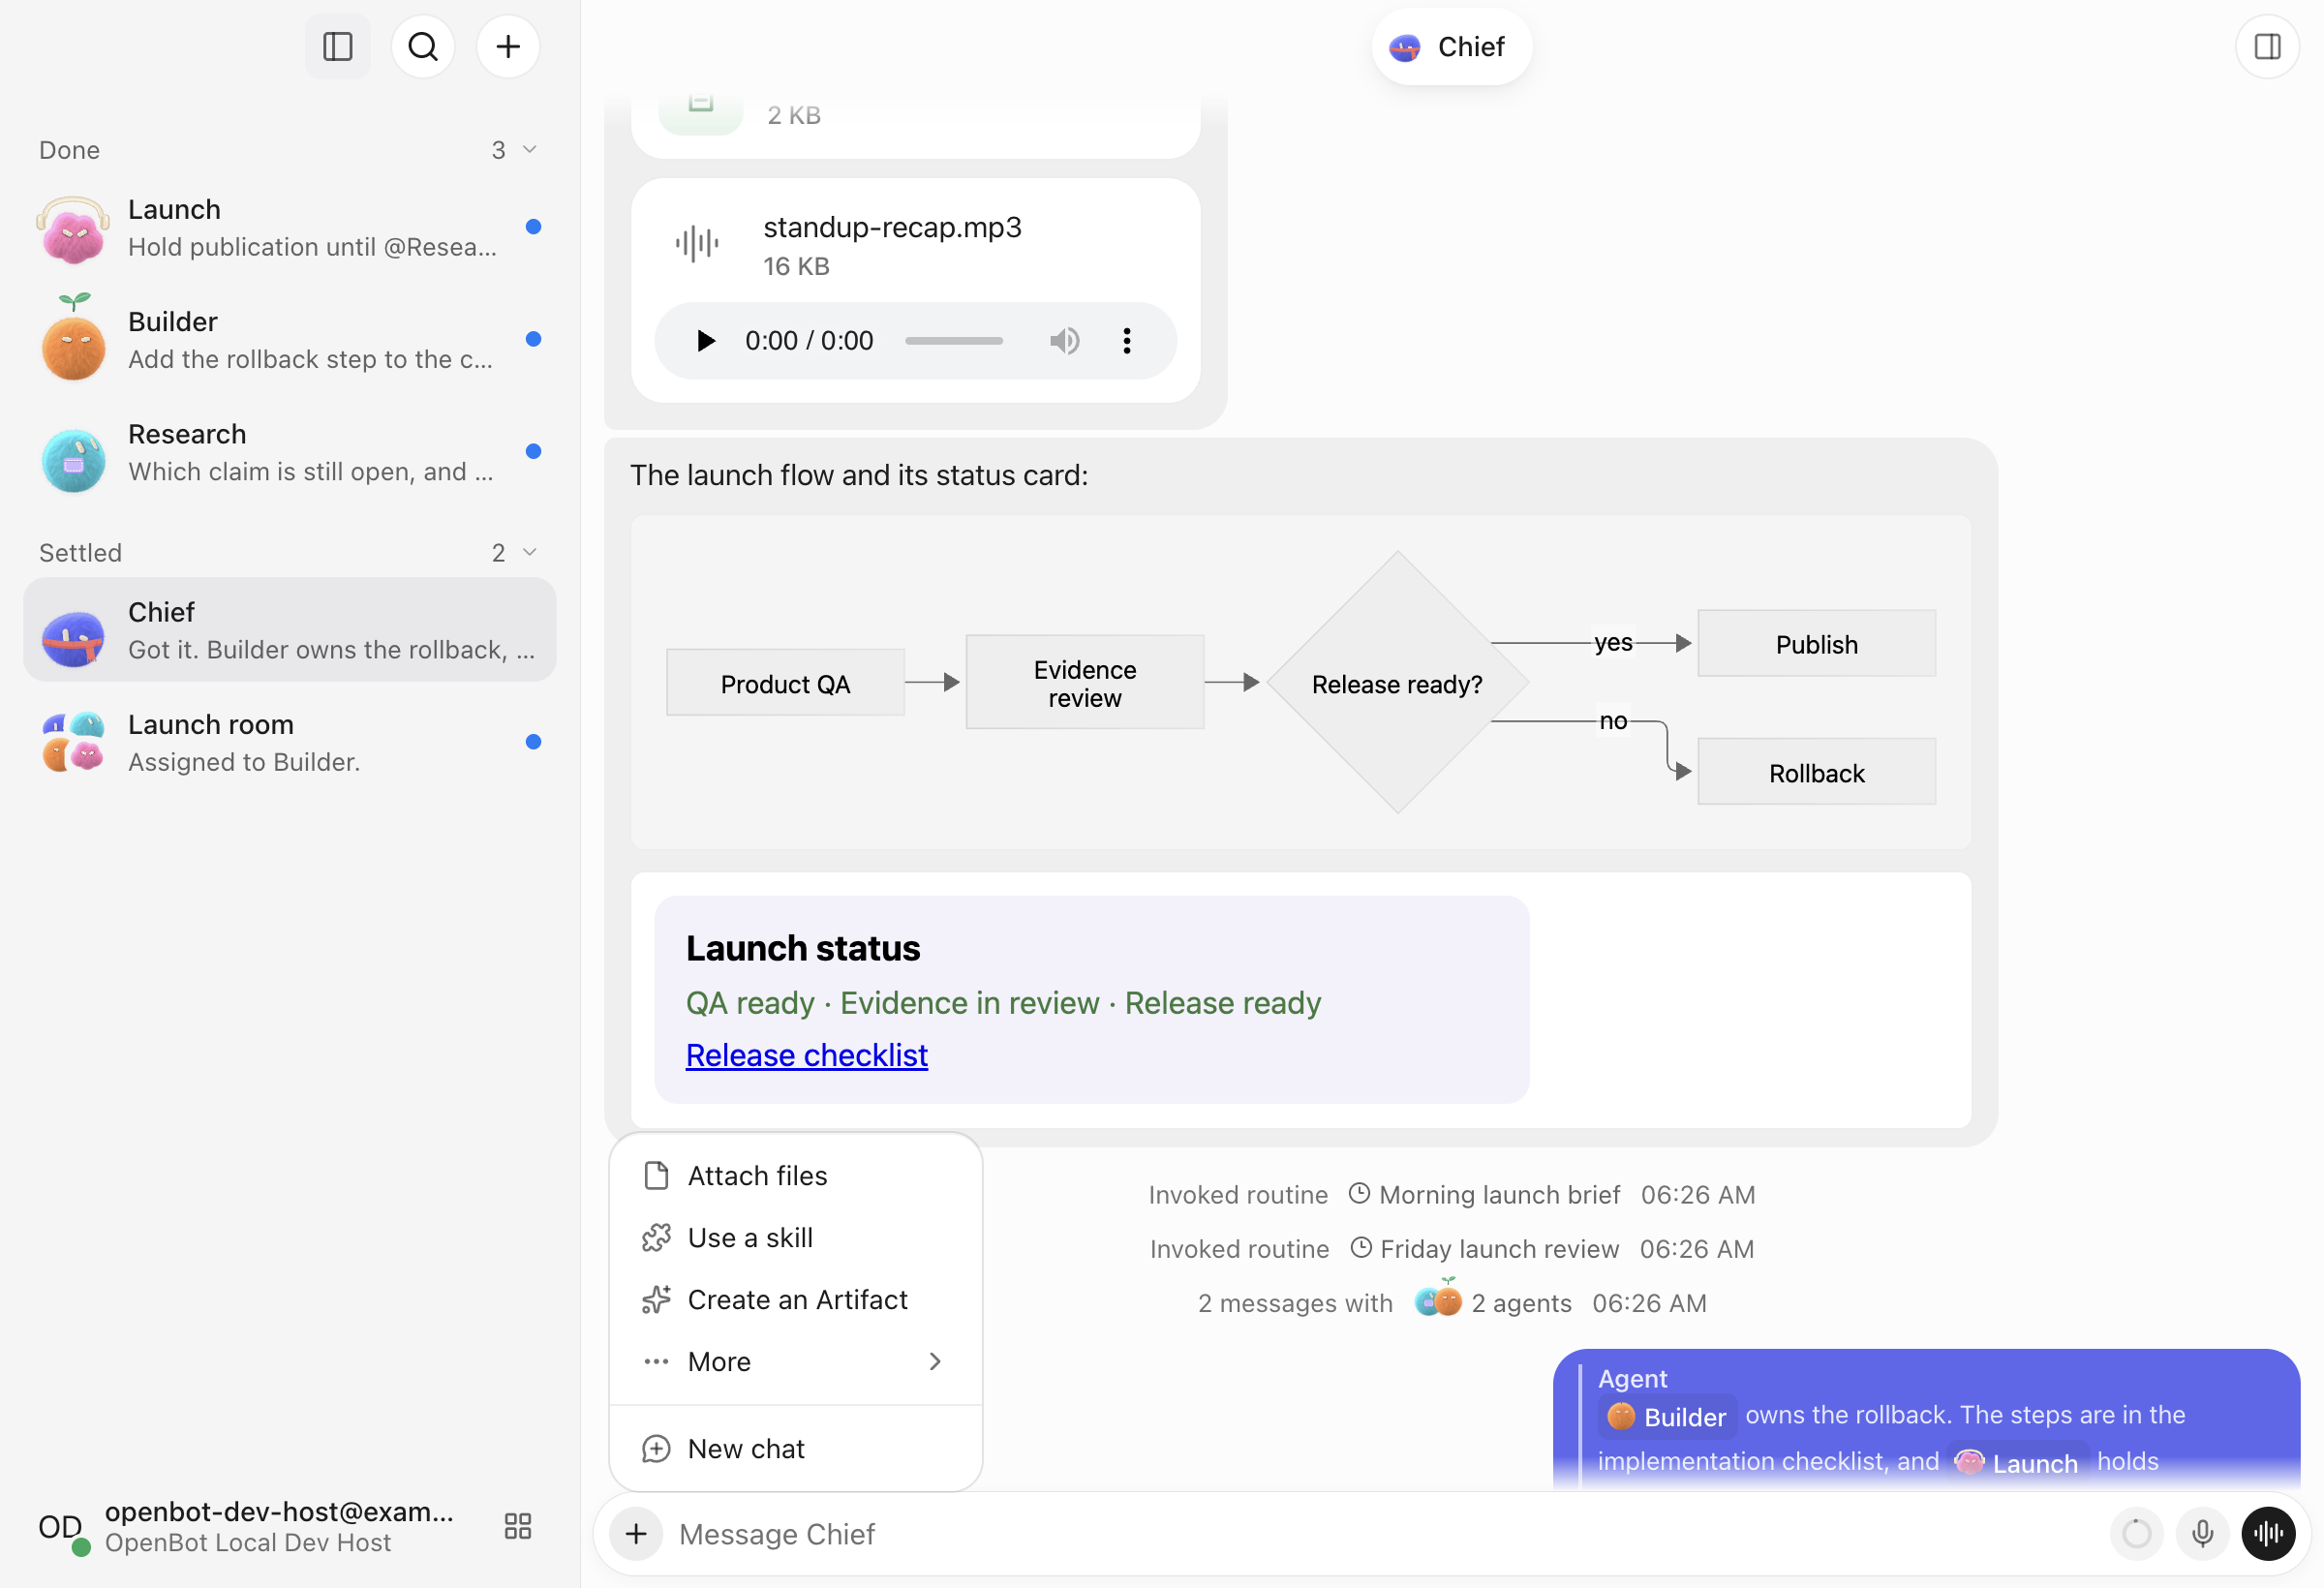 Done 3
Launch
Hold publication until @Resea...
Builder
Add the rollback step to the c...
Research
Which claim is still open, and ...
Settled 2
Chief
Got it. Builder owns the rollback, ...
Launch room
Assigned to Builder.
OD
openbot-dev-host@exam...
OpenBot Local Dev Host
Chief
2 KB
standup-recap.mp3
16 KB
0:00 / 0:00
The launch flow and its status card:
Product QA
Evidence
review
Release ready?
yes
no
Publish
Rollback
Launch status
QA ready · Evidence in review · Release ready
Release checklist
Attach files
Use a skill
Create an Artifact
More
New chat
Invoked routine Morning launch brief 06:26 AM
Invoked routine Friday launch review 06:26 AM
2 messages with 2 agents 06:26 AM
Agent
Builder owns the rollback. The steps are in the
implementation checklist, and Launch holds
Message Chief